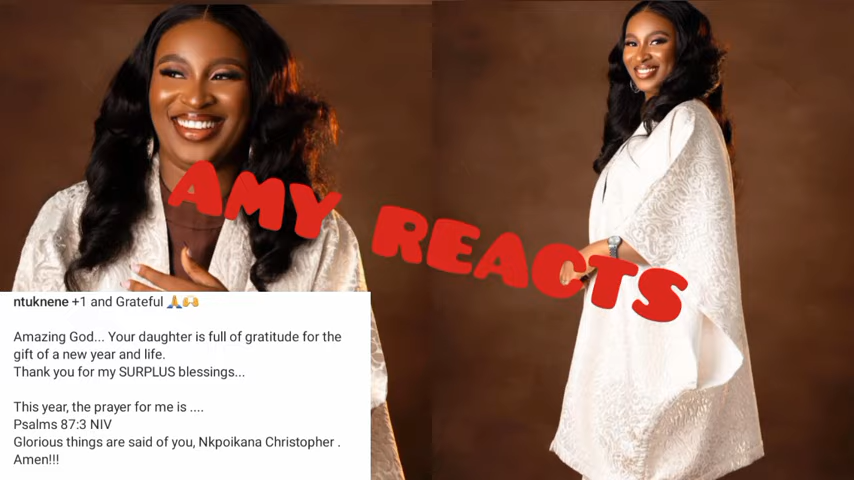 AMY REACTS
ntuknene +1 and Grateful 🙏🙌
Amazing God... Your daughter is full of gratitude for the
gift of a new year and life.
Thank you for my SURPLUS blessings...
This year, the prayer for me is ....
Psalms 87:3 NIV
Glorious things are said of you, Nkpoikana Christopher .
Amen!!!